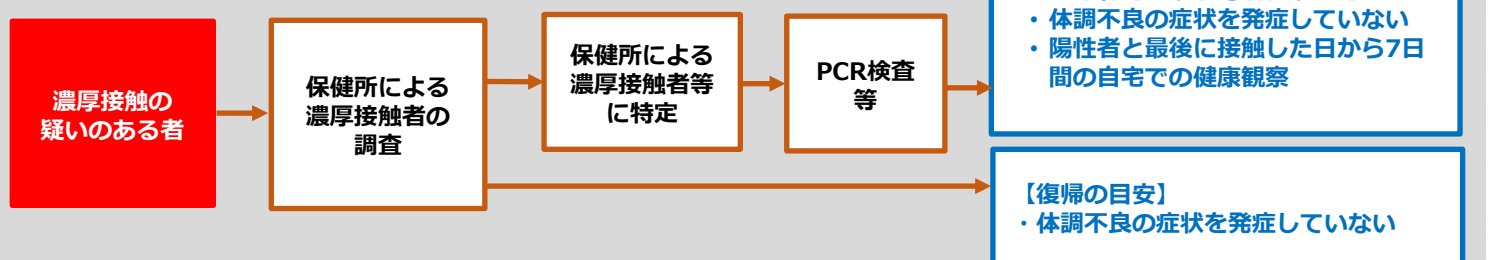 濃厚接触の
疑いのある者
保健所による
濃厚接触者の
調査
保健所による
濃厚接触者等
に特定
PCR検査
等
・体調不良の症状を発症していない
・陽性者と最後に接触した日から7日
間の自宅での健康観察
【復帰の目安】
・体調不良の症状を発症していない